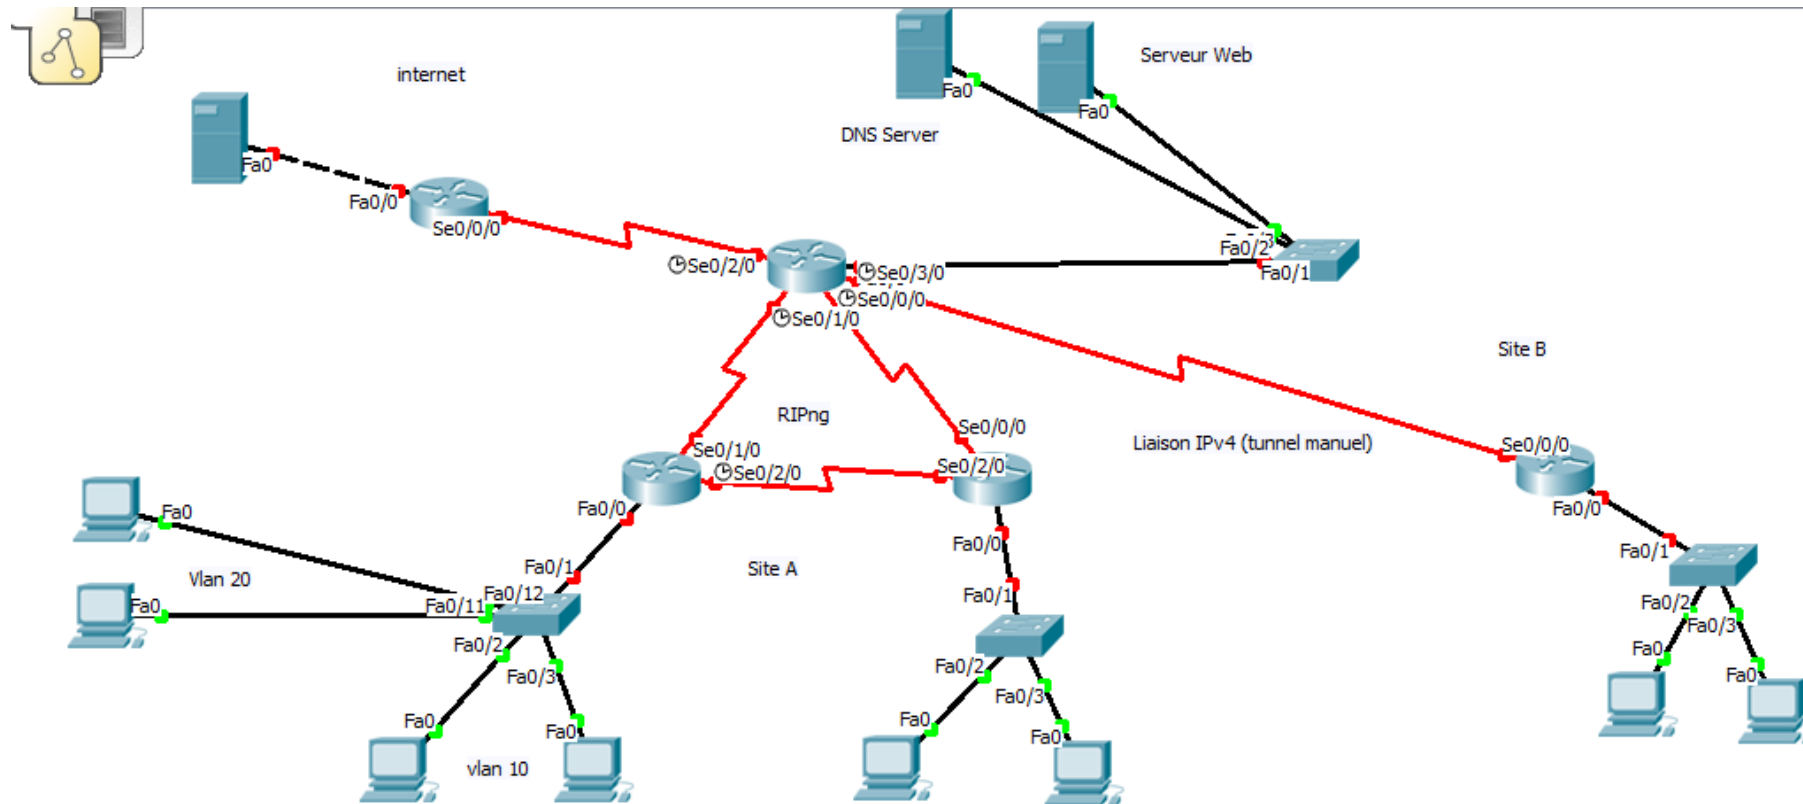 internet
Serveur Web
Fa0
Fa0
DNS Server
Fa0
Fa0/0
Se0/0/0
Fa0/2
Se0/2/0
Se0/3/0
Fa0/1
Se0/0/0
Se0/1/0
Site B
RIPng
Se0/0/0
Liaison IPv4 (tunnel manuel)
Se0/0/0
Se0/1/0
Se0/2/0
Se0/2/0
Fa0/0
Fa0/0
Fa0
Fa0/0
Fa0/1
Fa0/1
Site A
Vlan 20
Fa0/12
Fa0/1
Fa0
Fa0/11
Fa0/2
Fa0/3
Fa0/2
Fa0/3
Fa0/2
Fa0/3
Fa0
Fa0
Fa0
Fa0
Fa0
Fa0
vlan 10